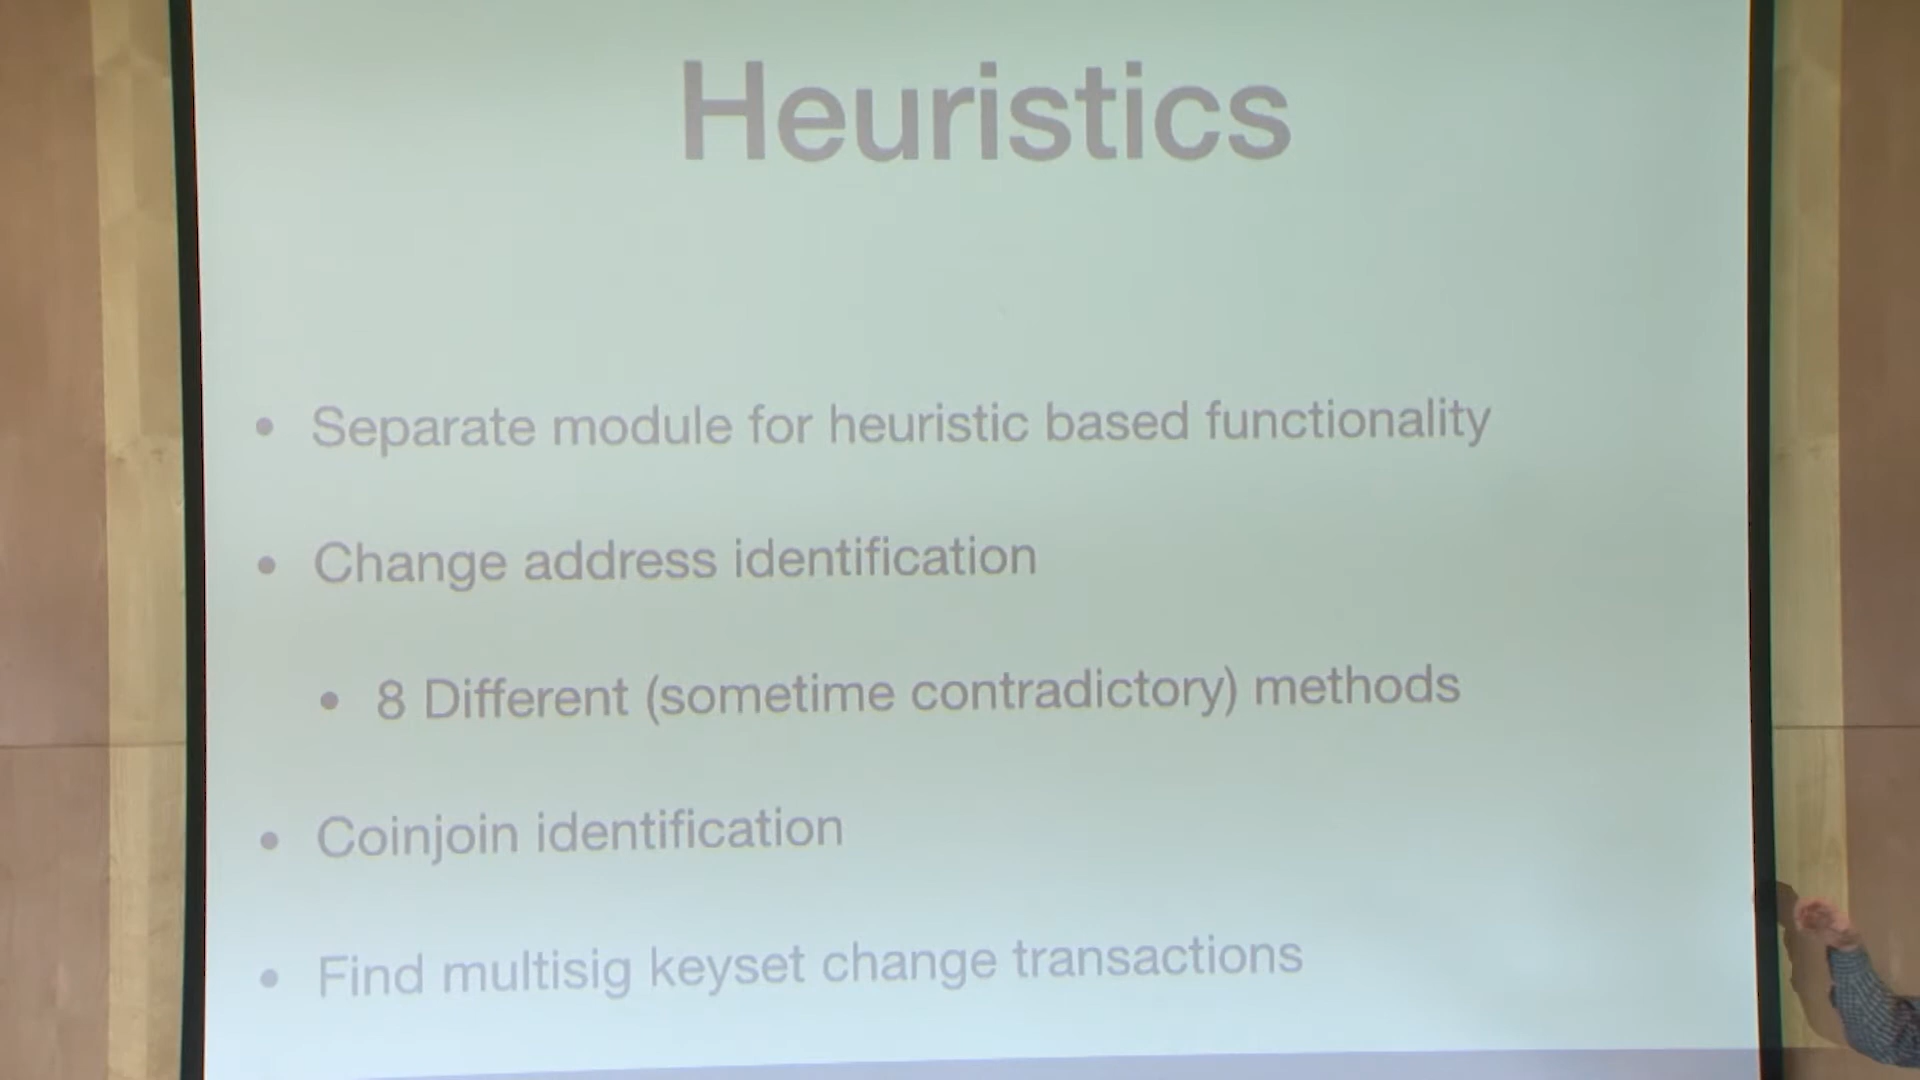 Heuristics
• Separate module for heuristic based functionality
• Change address identification
• 8 Different (sometime contradictory) methods
• Coinjoin identification
• Find multisig keyset change transactions